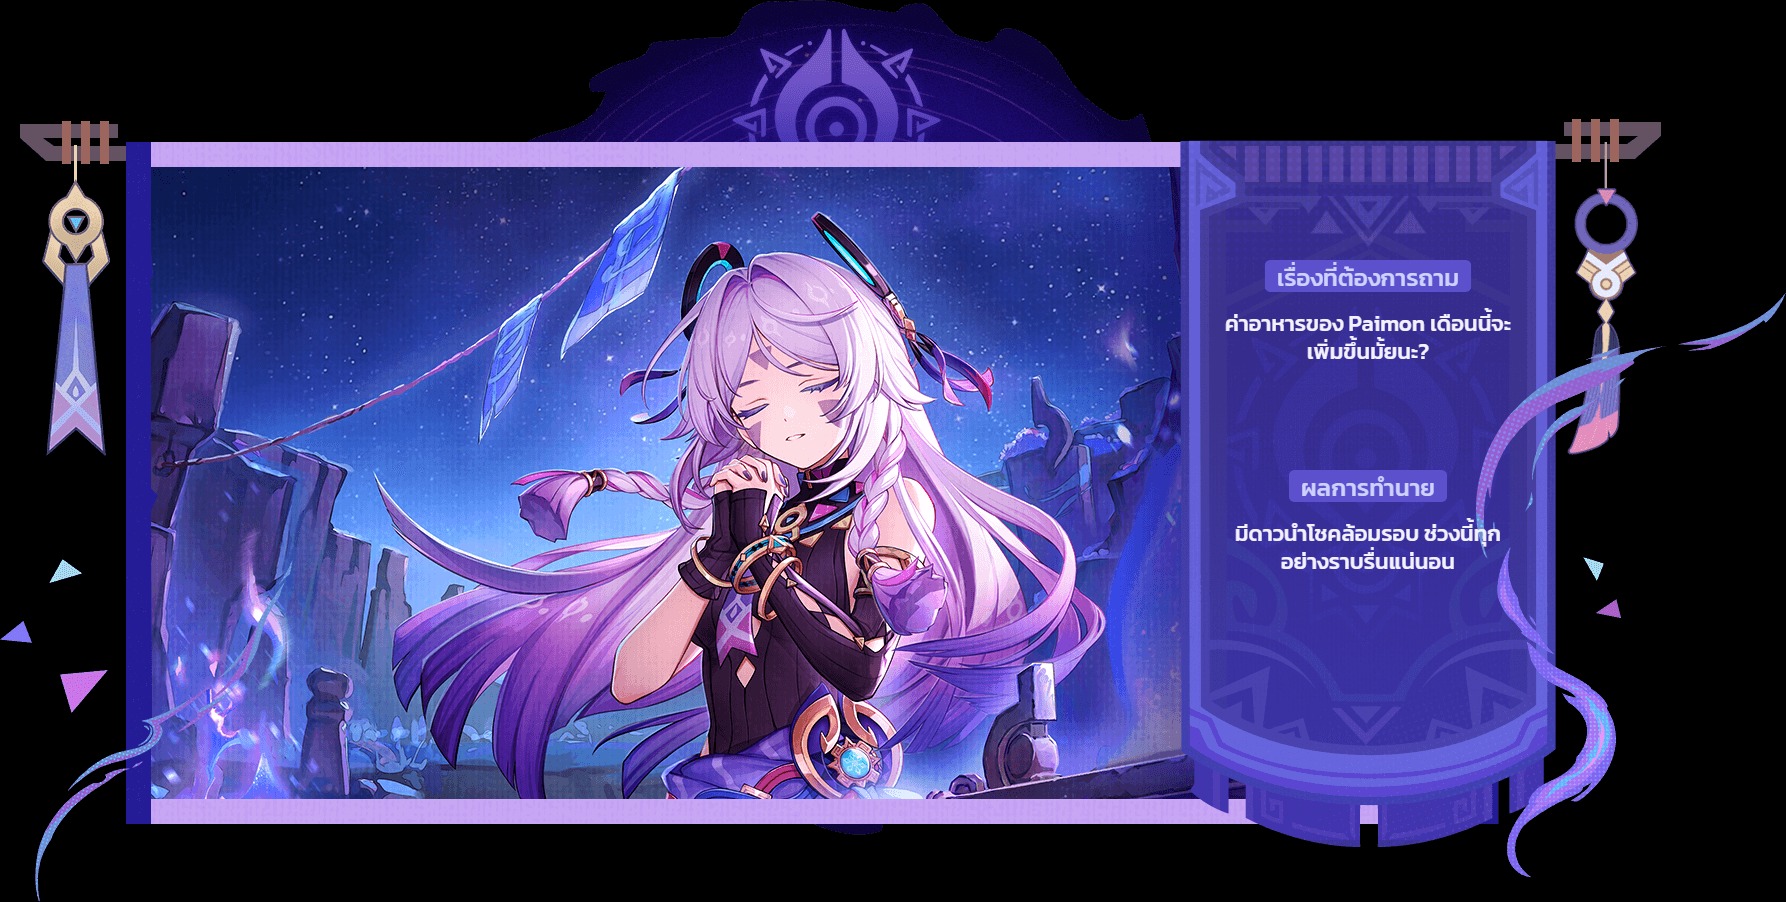 เรื่องที่ต้องการถาม
ค่าอาหารของ Paimon เดือนนี้จะ
เพิ่มขึ้นมั้ยนะ?
ผลการทำนาย
มีดาวนำโชคล้อมรอบ ช่วงนี้ทุก
อย่างราบรื่นแน่นอน